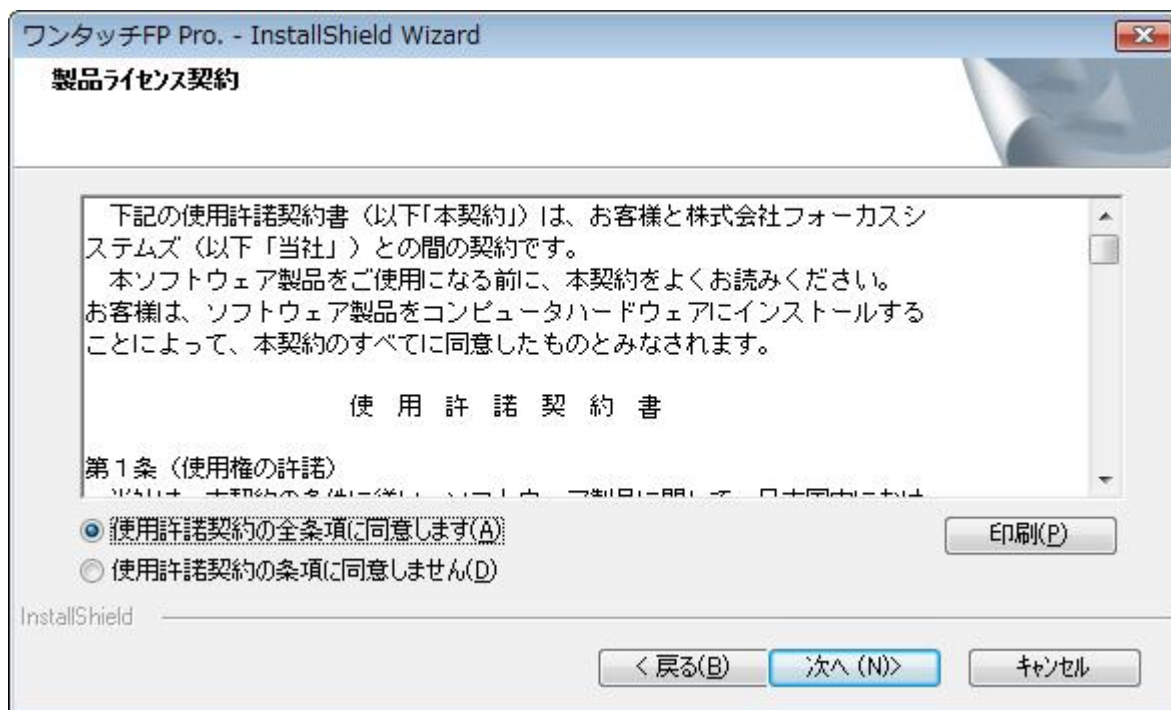 ワンタッチFP Pro. - InstallShield Wizard
製品ライセンス契約
下記の使用許諾契約書（以下「本契約」）は、お客様と株式会社フォーカスシ
ステムズ（以下「当社」）との間の契約です。
本ソフトウェア製品をご使用になる前に、本契約をよくお読みください。
お客様は、ソフトウェア製品をコンピュータハードウェアにインストールする
ことによって、本契約のすべてに同意したものとみなされます。
使 用 許 諾 契 約 書
第１条（使用権の許諾）
使用許諾契約の全条項に同意します(A)
印刷(P)
使用許諾契約の条項に同意しません(D)
InstallShield
< 戻る(B)
次へ (N)>
キャンセル